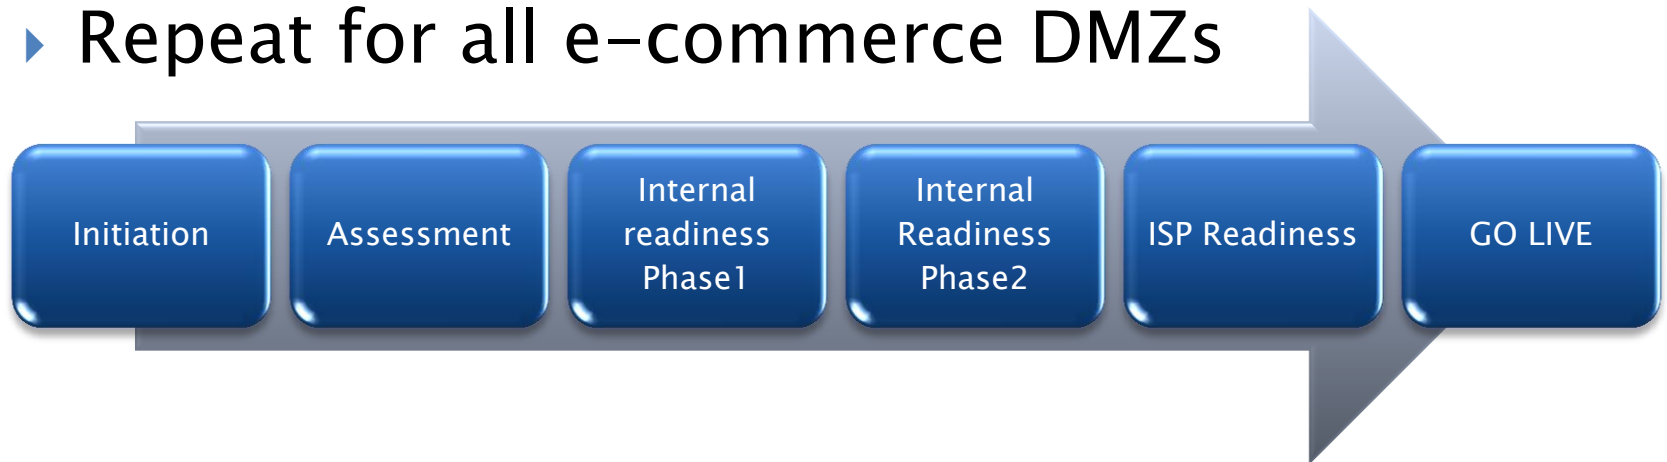 Repeat for all e-commerce DMZs
Initiation
Assessment
Internal
readiness
Phase1
Internal
Readiness
Phase2
ISP Readiness
GO LIVE